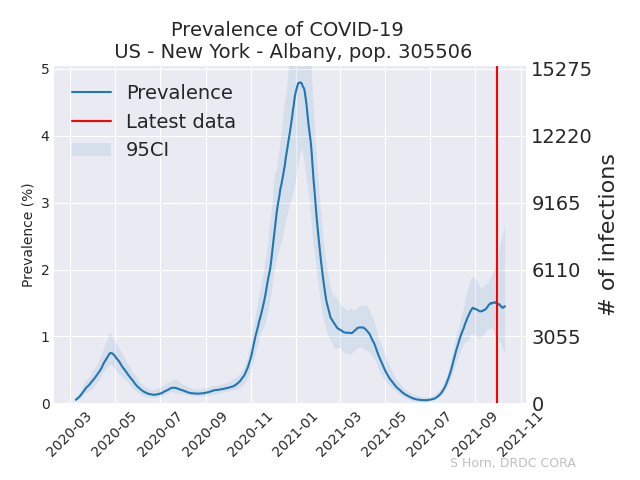 Prevalence of COVID-19
US - New York - Albany, pop. 305506
Prevalence
Latest data
95CI
Prevalence (%)
5
4
3
2
1
0
15275
12220
9165
6110
3055
0
# of infections
2020-03
2020-05
2020-07
2020-09
2020-11
2021-01
2021-03
2021-05
2021-07
2021-09
2021-11
S Horn, DRDC CORA